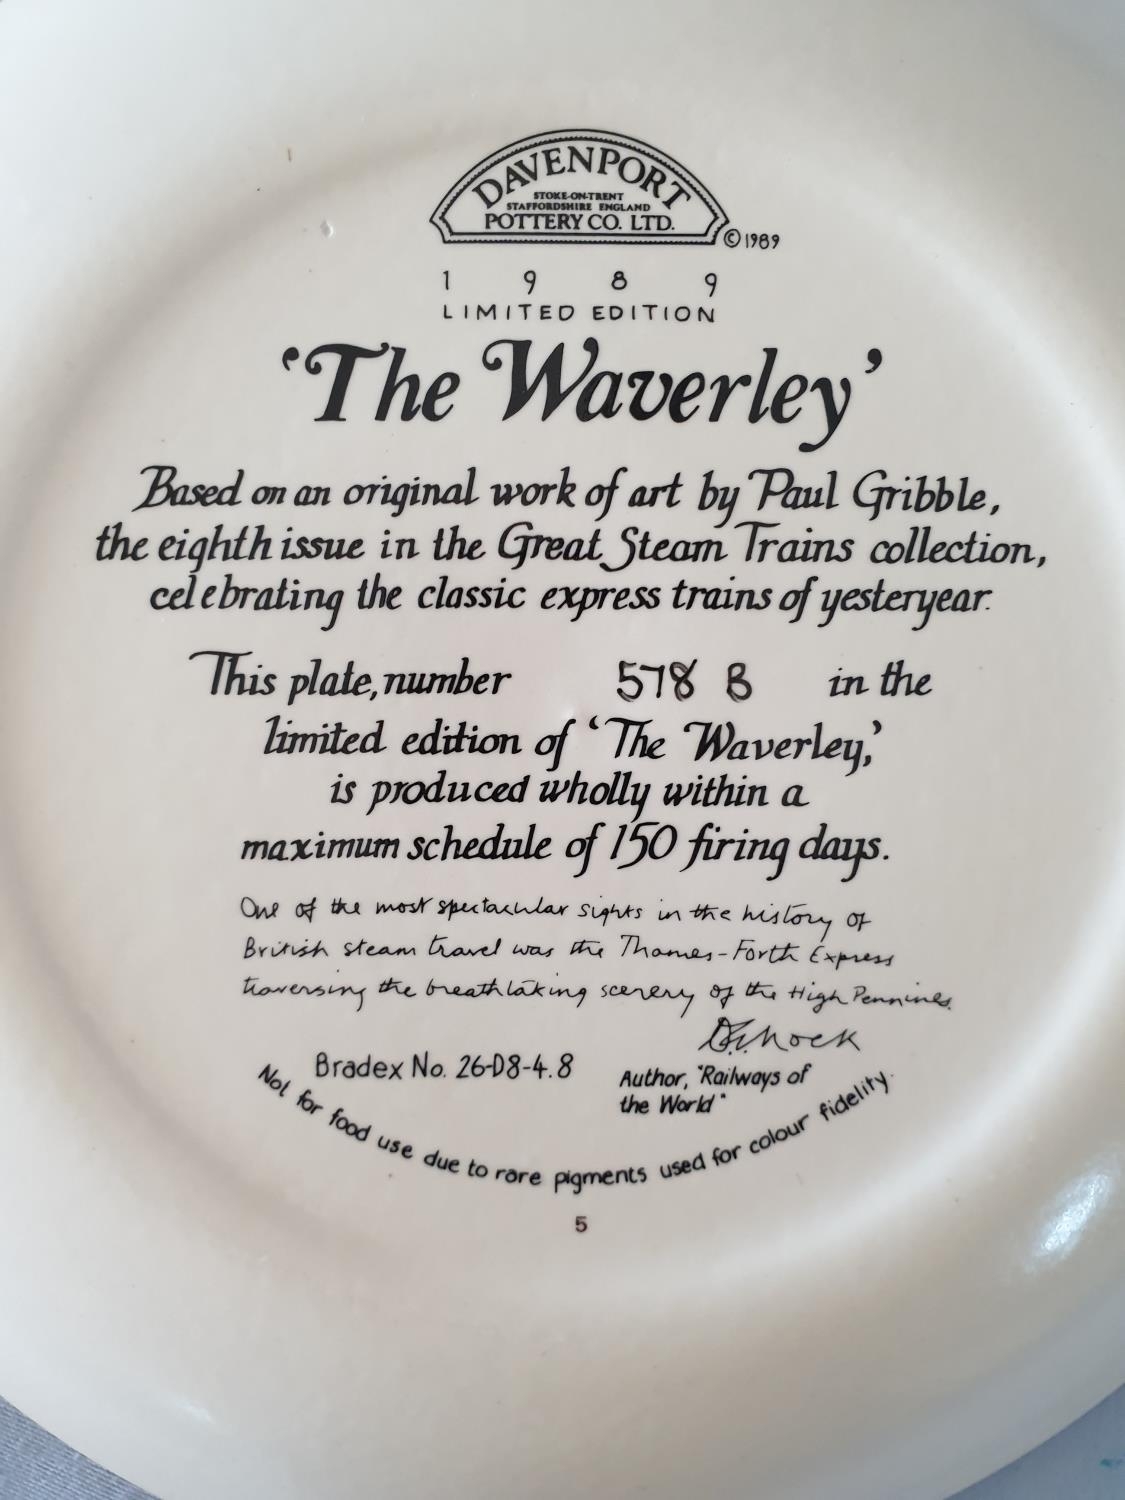 DAVENPORT
STOKE-ON-TRENT
STAFFORDSHIRE ENGLAND
POTTERY CO. LTD.
© 1989
1989
LIMITED EDITION
'The Waverley'
Based on an original work of art by Paul Gribble,
the eighth issue in the Great Steam Trains collection,
celebrating the classic express trains of yesteryear.
This plate, number 578 B in the
limited edition of 'The Waverley,'
is produced wholly within a
maximum schedule of 150 firing days.
One of the most spectacular sights in the history of
British steam travel was the Thames-Forth Express
traversing the breathtaking scenery of the High Pennines.
Bradex No. 26-D8-4.8
Author, "Railways of
the World"
Not for food use due to rare pigments used for colour fidelity.
5